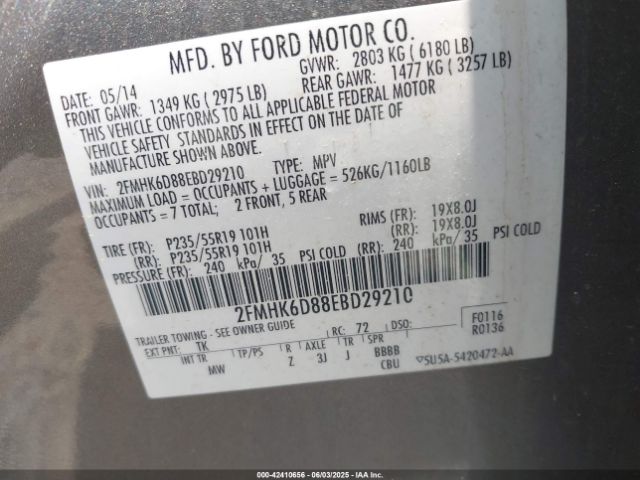 MFD. BY FORD MOTOR CO.
DATE: 05/14 GVWR: 2803 KG ( 6180 LB)
FRONT GAWR: 1349 KG ( 2975 LB) REAR GAWR: 1477 KG ( 3257 LB)
THIS VEHICLE CONFORMS TO ALL APPLICABLE FEDERAL MOTOR
VEHICLE SAFETY STANDARDS IN EFFECT ON THE DATE OF
MANUFACTURE SHOWN ABOVE.
VIN: 2FMHK6D88EBD29210 TYPE: MPV
MAXIMUM LOAD = OCCUPANTS + LUGGAGE = 526KG/1160LB
OCCUPANTS = 7 TOTAL; 2 FRONT, 5 REAR
TIRE (FR): P235/55R19 101H RIMS (FR): 19X8.0J
(RR): P235/55R19 101H (RR): 19X8.0J
PRESSURE (FR): 240 kPa/ 35 PSI COLD (RR): 240 kPa/ 35 PSI COLD
2FMHK6D88EBD29210
TRAILER TOWING - SEE OWNER GUIDE
EXT PNT: TK RC: 72 DSO:
INT TR TP/PS R AXLE TR SPR
MW Z 3J J BBBB
CBU
F0116
R0136
▽5U5A-5420472-AA
000-42410656 - 06/03/2025 - IAA, Inc.